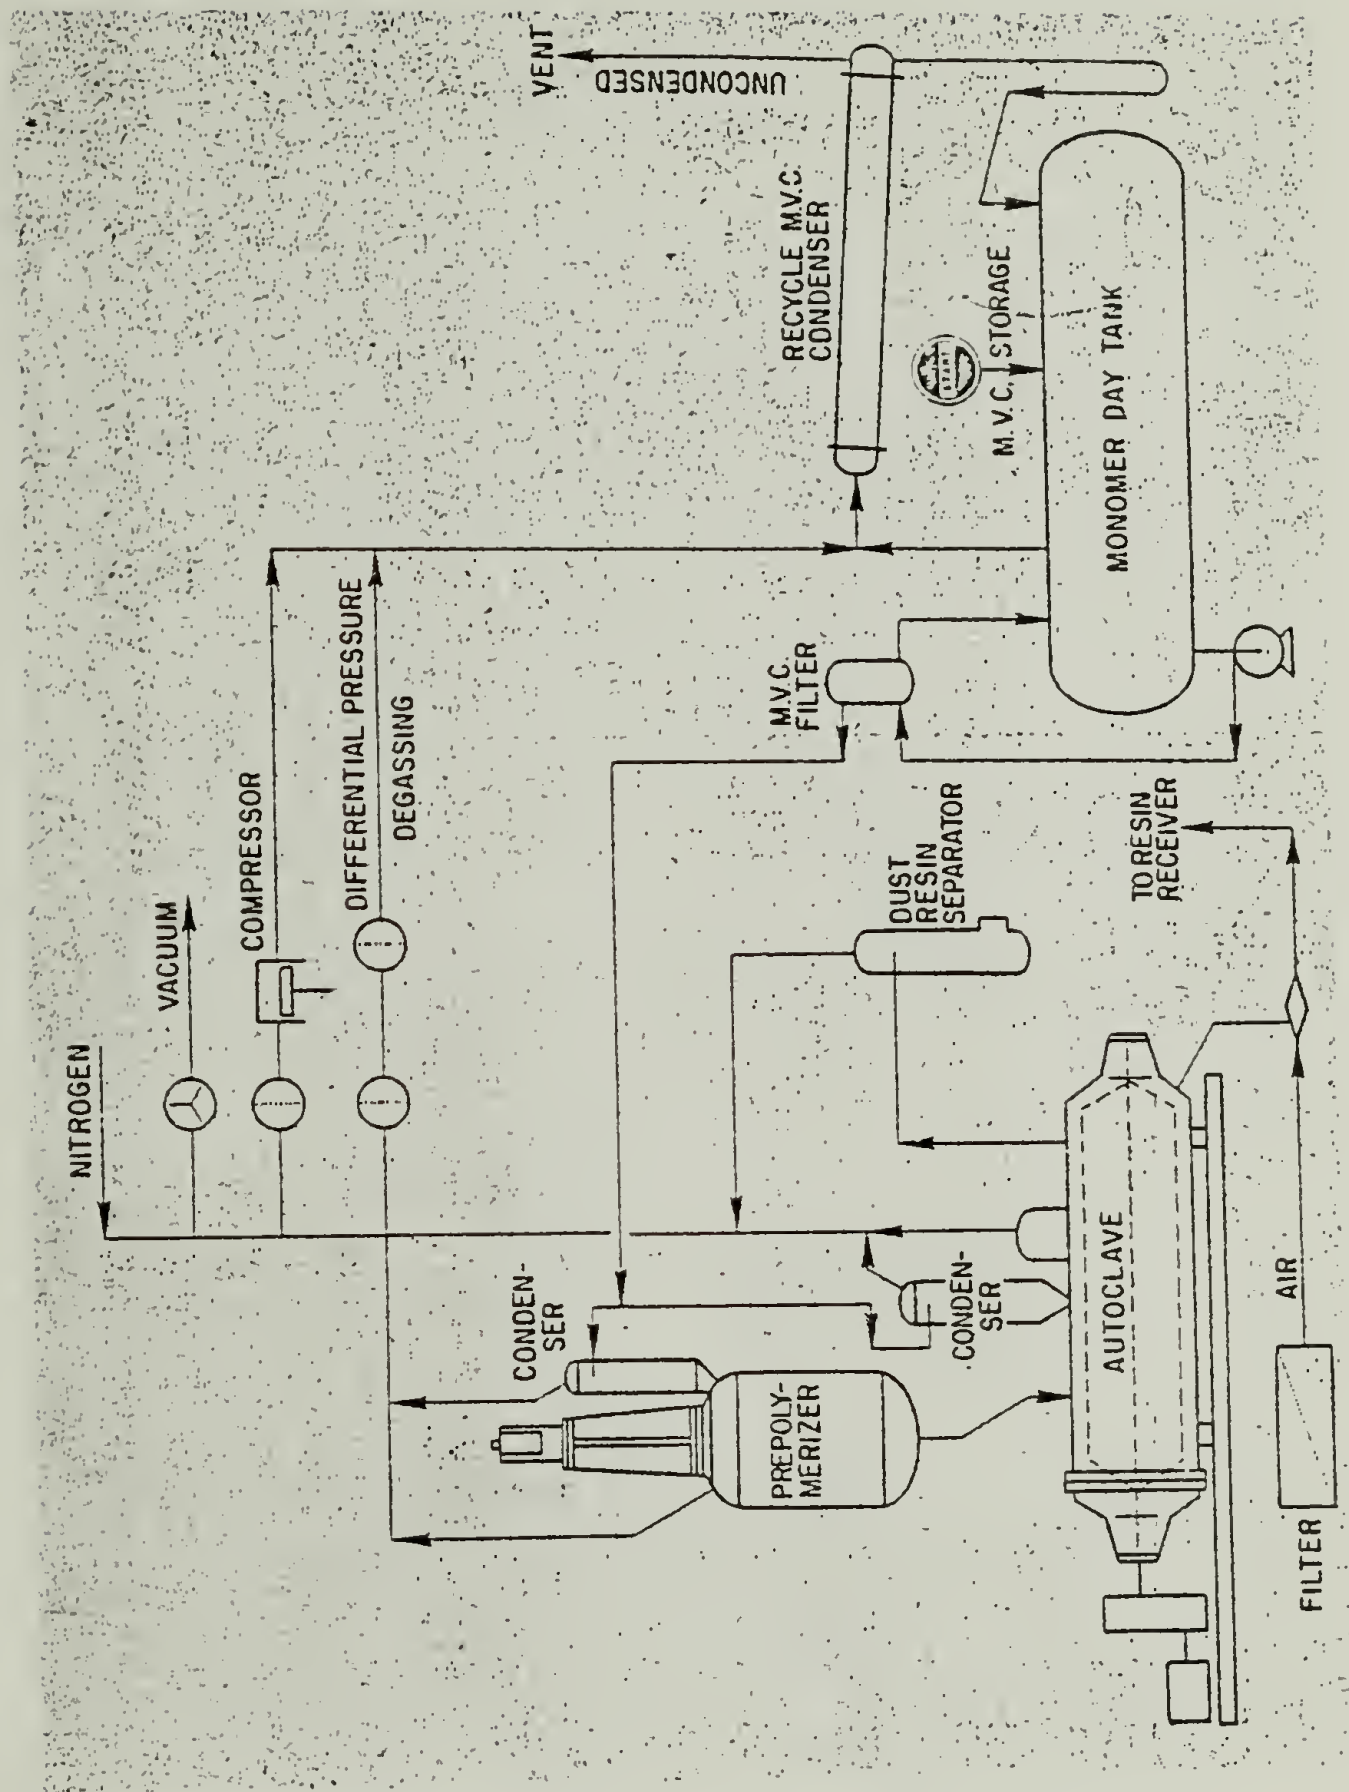 NITROGEN
VACUUM
COMPRESSOR
DIFFERENTIAL PRESSURE
DEGASSING
VENT
UNCONDENSED
RECYCLE M.V.C.
CONDENSER
M.V.C. STORAGE
START
MONOMER DAY TANK
M.V.C.
FILTER
DUST
RESIN
SEPARATOR
TO RESIN
RECEIVER
CONDEN-
SER
CONDEN-
SER
PREPOLY-
MERIZER
AUTOCLAVE
AIR
FILTER